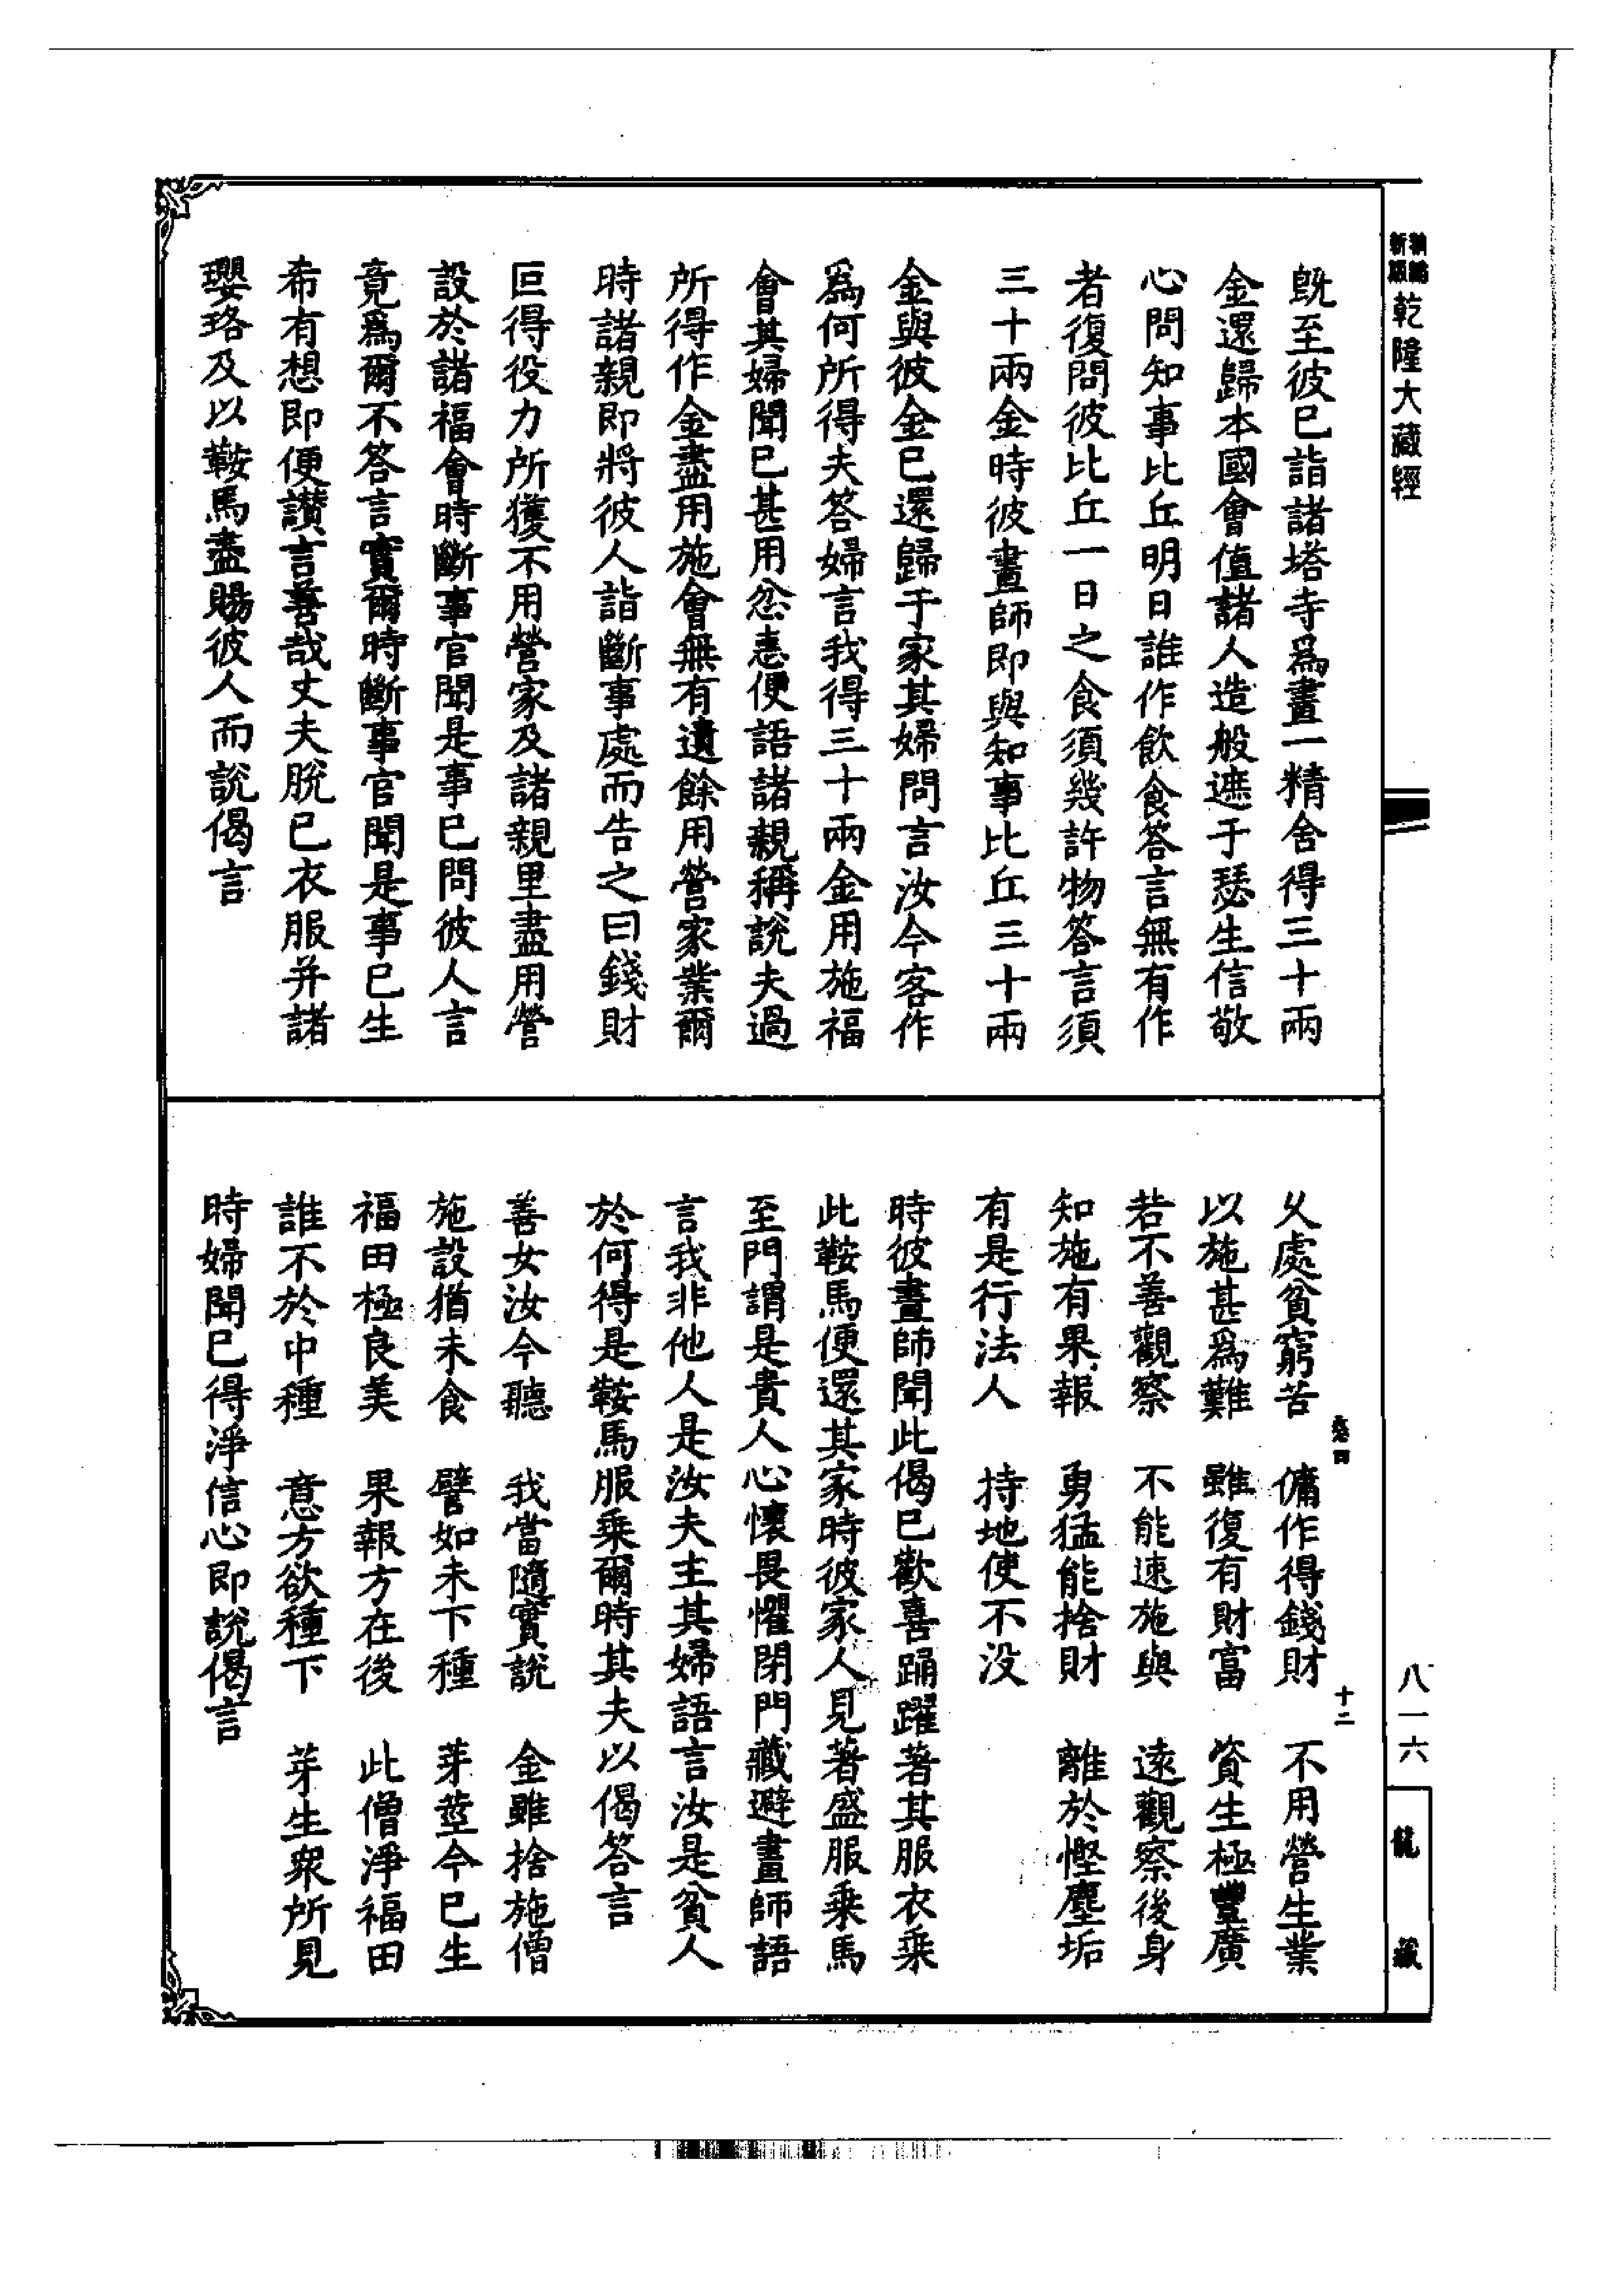 新編縮版乾隆大藏經
既至彼巳詣諸塔寺爲畫一精舍得三十兩
金還歸本國會值諸人造般遮于瑟生信敬
心問知事比丘明日誰作飲食答言無有作
者復問彼比丘一日之食須幾許物答言須
三十兩金時彼畫師即與知事比丘三十兩
金與彼金巳還歸于家其婦問言汝今客作
爲何所得夫答婦言我得三十兩金用施福
會其婦聞巳甚用忿恚便語諸親稱說夫過
所得作金盡用施會無有遺餘用營家業爾
時諸親即將彼人詣斷事處而告之曰錢財
叵得役力所獲不用營家及諸親里盡用營
設於諸福會時斷事官聞是事巳問彼人言
竟爲爾不答言實爾時斷事官聞是事巳生
希有想即便讃言善哉丈夫脫巳衣服并諸
瓔珞及以鞍馬盡賜彼人而說偈言
卷四
十二
久處貧窮苦　傭作得錢財　不用營生業
以施甚爲難　雖復有財富　資生極豐廣
若不善觀察　不能速施與　遠觀察後身
知施有果報　勇猛能捨財　離於慳塵垢
有是行法人　持地使不没
時彼畫師聞此偈巳歡喜踊躍著其服衣乘
此鞍馬便還其家時彼家人見著盛服乘馬
至門謂是貴人心懷畏懼閉門藏避畫師語
言我非他人是汝夫主其婦語言汝是貧人
於何得是鞍馬服乘爾時其夫以偈答言
善女汝今聽　我當隨實說　金雖捨施僧
施設猶未食　譬如未下種　芽莖今巳生
福田極良美　果報方在後　此僧淨福田
誰不於中種　意方欲種下　芽生衆所見
時婦聞巳得淨信心即說偈言
八一六
龍藏